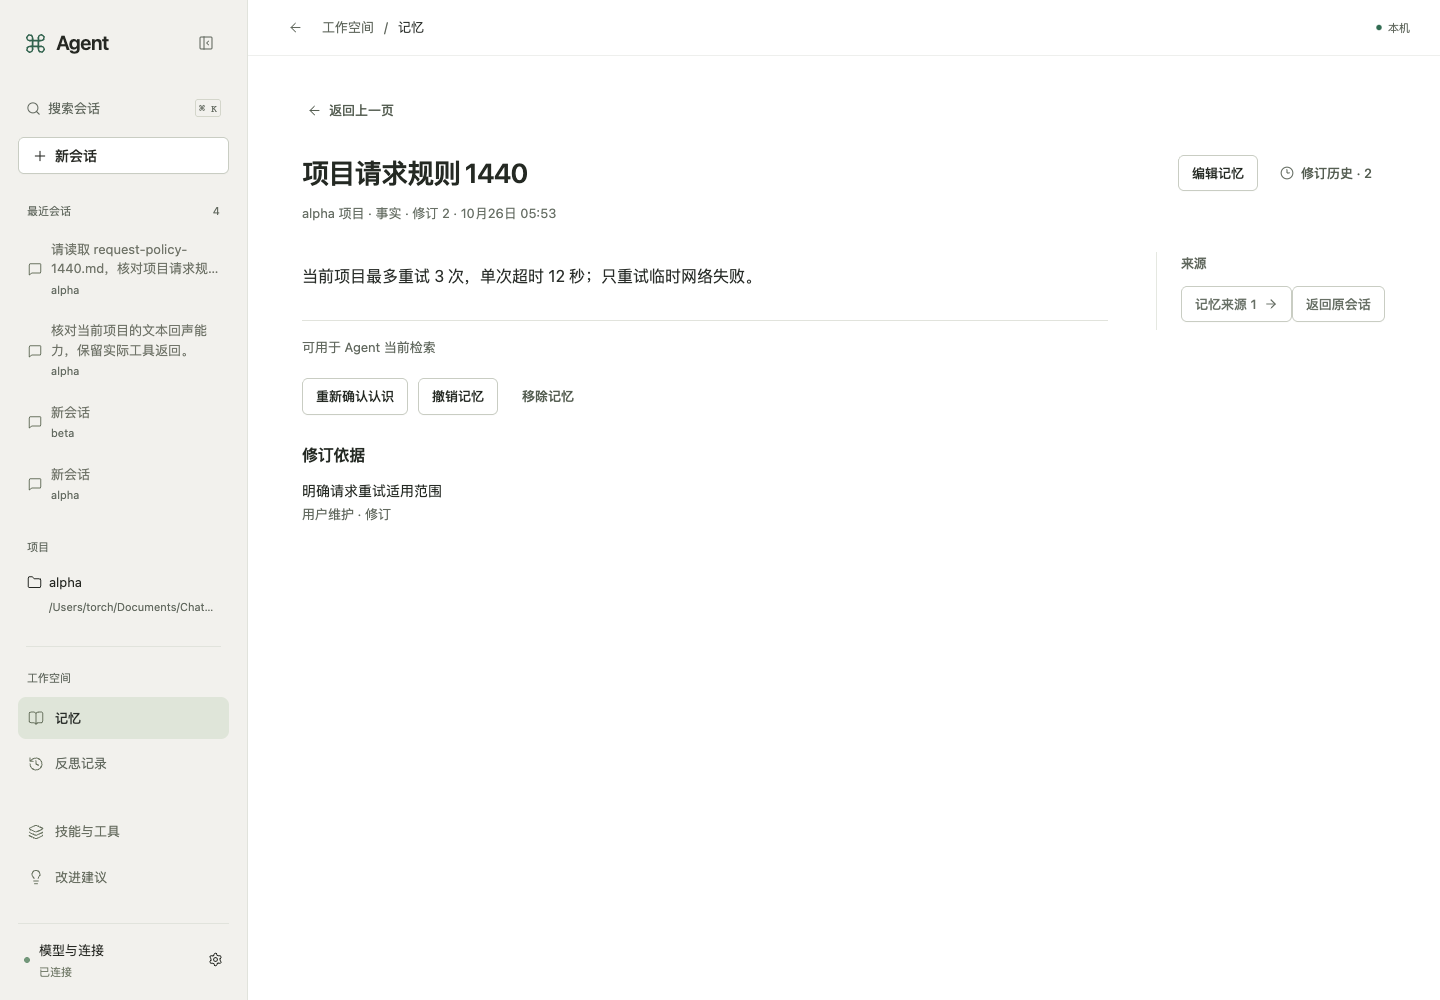 Agent
搜索会话
⌘ K
新会话
最近会话
4
请读取 request-policy-
1440.md，核对项目请求规…
alpha
核对当前项目的文本回声能
力，保留实际工具返回。
alpha
新会话
beta
新会话
alpha
项目
alpha
/Users/torch/Documents/Chat...
工作空间
记忆
反思记录
技能与工具
改进建议
模型与连接
已连接
工作空间 / 记忆
本机
返回上一页
项目请求规则 1440
编辑记忆
修订历史 · 2
alpha 项目 · 事实 · 修订 2 · 10月26日 05:53
当前项目最多重试 3 次，单次超时 12 秒；只重试临时网络失败。
来源
记忆来源 1
返回原会话
可用于 Agent 当前检索
重新确认认识
撤销记忆
移除记忆
修订依据
明确请求重试适用范围
用户维护 · 修订